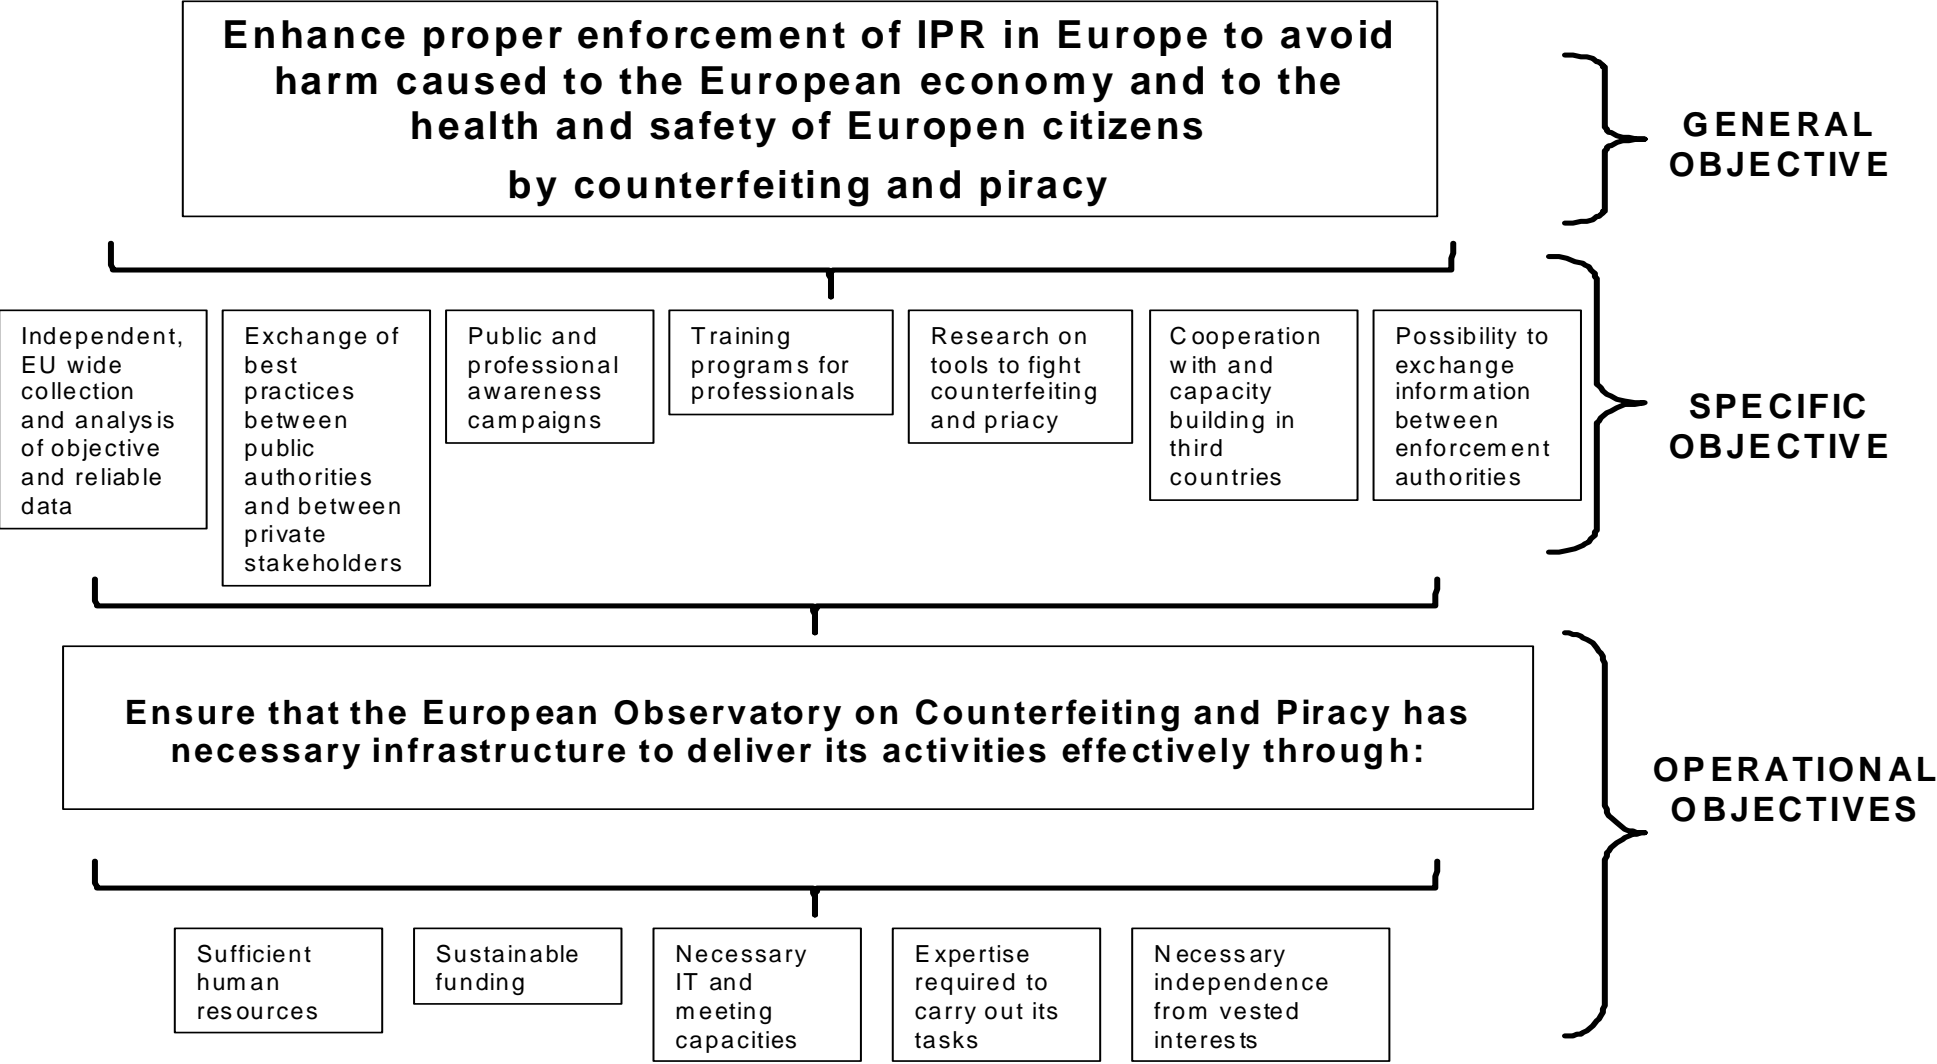 Enhance proper enforcement of IPR in Europe to avoid
harm caused to the European economy and to the
health and safety of Europen citizens
by counterfeiting and piracy
GENERAL
OBJECTIVE
Independent,
EU wide
collection
and analysis
of objective
and reliable
data
Exchange of
best
practices
between
public
authorities
and between
private
stakeholders
Public and
professional
awareness
campaigns
Training
programs for
professionals
Research on
tools to fight
counterfeiting
and priacy
Cooperation
with and
capacity
building in
third
countries
Possibility to
exchange
information
between
enforcement
authorities
SPECIFIC
OBJECTIVE
Ensure that the European Observatory on Counterfeiting and Piracy has
necessary infrastructure to deliver its activities effectively through:
OPERATIONAL
OBJECTIVES
Sufficient
human
resources
Sustainable
funding
Necessary
IT and
meeting
capacities
Expertise
required to
carry out its
tasks
Necessary
independence
from vested
interests